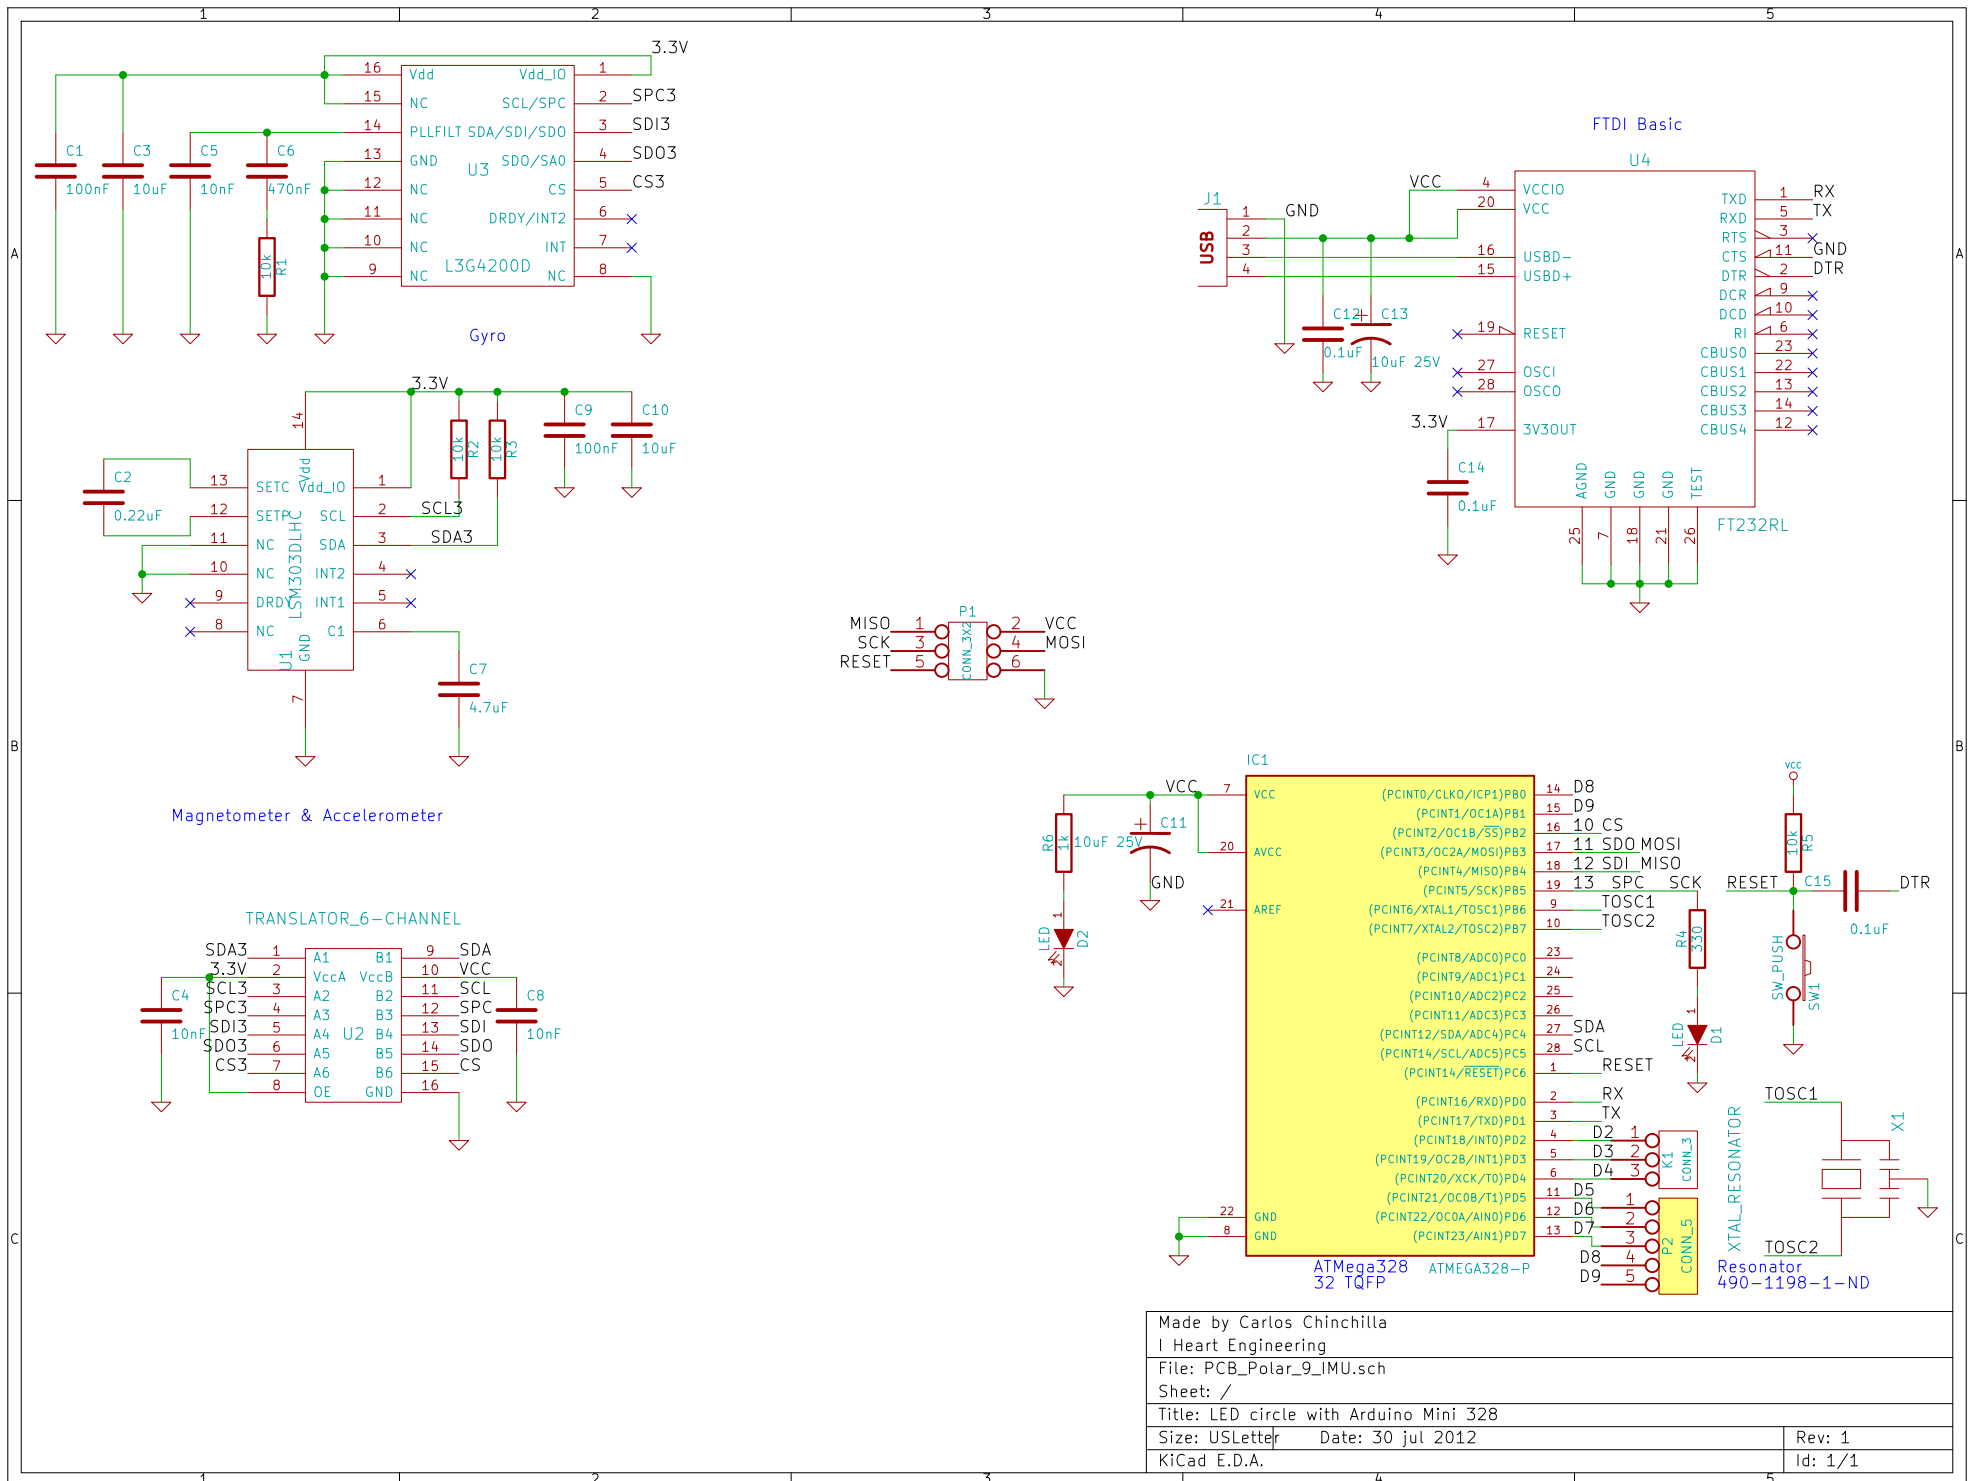 1 2 3 4 5
A
B
C
A
B
C
1 2 3 4 5
3.3V
16 Vdd Vdd_IO 1
15 NC SCL/SPC 2 SPC3
14 PLLFILT SDA/SDI/SDO 3 SDI3
13 GND SDO/SA0 4 SDO3
12 NC CS 5 CS3
11 NC DRDY/INT2 6
10 NC INT 7
9 NC NC 8
U3
L3G4200D
C1
100nF
C3
10uF
C5
10nF
C6
470nF
10k
R1
Gyro
3.3V
14
Vdd
13 SETC Vdd_IO 1
12 SETP SCL 2 SCL3
11 NC SDA 3 SDA3
10 NC INT2 4
9 DRDY INT1 5
8 NC C1 6
GND
7
U1
LSM303DLHC
C2
0.22uF
10k
R2
10k
R3
C9
100nF
C10
10uF
C7
4.7uF
Magnetometer & Accelerometer
TRANSLATOR_6-CHANNEL
SDA3 1 A1 B1 9 SDA
3.3V 2 VccA VccB 10 VCC
SCL3 3 A2 B2 11 SCL
SPC3 4 A3 B3 12 SPC
SDI3 5 A4 B4 13 SDI
SDO3 6 A5 B5 14 SDO
CS3 7 A6 B6 15 CS
8 OE GND 16
U2
C4
10nF
C8
10nF
P1
MISO 1 2 VCC
SCK 3 4 MOSI
RESET 5 6
CONN_3X2
FTDI Basic
U4
VCC 4 VCCIO
20 VCC
16 USBD-
15 USBD+
19 RESET
27 OSCI
28 OSCO
3.3V 17 3V3OUT
TXD 1 RX
RXD 5 TX
RTS 3
CTS 11 GND
DTR 2 DTR
DCR 9
DCD 10
RI 6
CBUS0 23
CBUS1 22
CBUS2 13
CBUS3 14
CBUS4 12
AGND GND GND GND TEST
25 7 18 21 26
FT232RL
J1
USB
1 GND
2
3
4
C12
0.1uF
+
C13
10uF 25V
C14
0.1uF
IC1
VCC 7 VCC
20 AVCC
21 AREF
22 GND
8 GND
(PCINT0/CLKO/ICP1)PB0 14 D8
(PCINT1/OC1A)PB1 15 D9
(PCINT2/OC1B/SS)PB2 16 10 CS
(PCINT3/OC2A/MOSI)PB3 17 11 SDO MOSI
(PCINT4/MISO)PB4 18 12 SDI MISO
(PCINT5/SCK)PB5 19 13 SPC SCK
(PCINT6/XTAL1/TOSC1)PB6 9 TOSC1
(PCINT7/XTAL2/TOSC2)PB7 10 TOSC2
(PCINT8/ADC0)PC0 23
(PCINT9/ADC1)PC1 24
(PCINT10/ADC2)PC2 25
(PCINT11/ADC3)PC3 26
(PCINT12/SDA/ADC4)PC4 27 SDA
(PCINT14/SCL/ADC5)PC5 28 SCL
(PCINT14/RESET)PC6 1 RESET
(PCINT16/RXD)PD0 2 RX
(PCINT17/TXD)PD1 3 TX
(PCINT18/INT0)PD2 4 D2 1
(PCINT19/OC2B/INT1)PD3 5 D3 2
(PCINT20/XCK/T0)PD4 6 D4 3
(PCINT21/OC0B/T1)PD5 11 D5 1
(PCINT22/OC0A/AIN0)PD6 12 D6 2
(PCINT23/AIN1)PD7 13 D7 3
D8 4
D9 5
K1
CONN_3
P2
CONN_5
ATMega328
32 TQFP
ATMEGA328-P
R6
1k
+
C11
10uF 25V
GND
LED
1
2
D2
R4
330
LED
1
2
D1
VCC
10k
R5
RESET
C15
0.1uF
DTR
SW_PUSH
SW1
TOSC1
X1
XTAL_RESONATOR
TOSC2
Resonator
490-1198-1-ND
Made by Carlos Chinchilla
I Heart Engineering
File: PCB_Polar_9_IMU.sch
Sheet: /
Title: LED circle with Arduino Mini 328
Size: USLetter Date: 30 jul 2012 Rev: 1
KiCad E.D.A. Id: 1/1